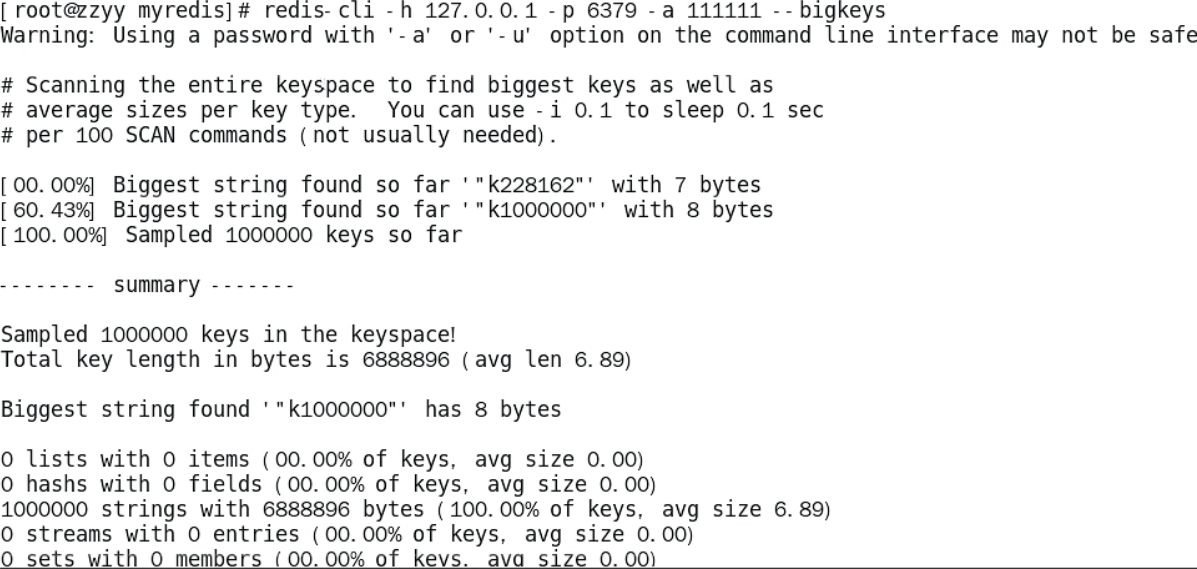 [root@zzyy myredis]# redis-cli -h 127.0.0.1 -p 6379 -a 111111 --bigkeys
Warning: Using a password with '-a' or '-u' option on the command line interface may not be safe
# Scanning the entire keyspace to find biggest keys as well as
# average sizes per key type.  You can use -i 0.1 to sleep 0.1 sec
# per 100 SCAN commands (not usually needed).
[00.00%] Biggest string found so far '"k228162"' with 7 bytes
[60.43%] Biggest string found so far '"k1000000"' with 8 bytes
[100.00%] Sampled 1000000 keys so far
-------- summary -------
Sampled 1000000 keys in the keyspace!
Total key length in bytes is 6888896 (avg len 6.89)
Biggest string found '"k1000000"' has 8 bytes
0 lists with 0 items (00.00% of keys, avg size 0.00)
0 hashs with 0 fields (00.00% of keys, avg size 0.00)
1000000 strings with 6888896 bytes (100.00% of keys, avg size 6.89)
0 streams with 0 entries (00.00% of keys, avg size 0.00)
0 sets with 0 members (00.00% of keys, avg size 0.00)